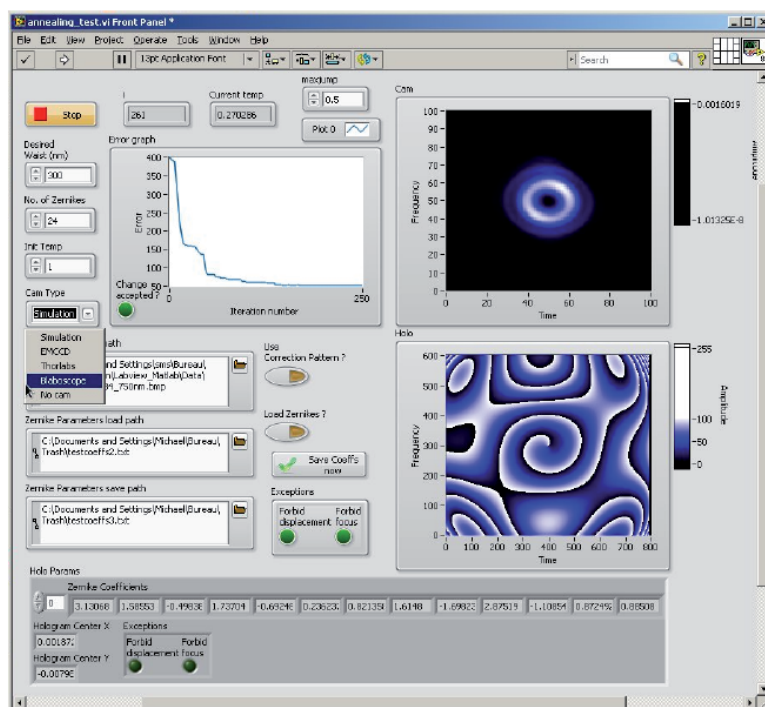 annealing_test.vi Front Panel *
File Edit View Project Operate Tools Window Help
13pt Application Font
Search
Stop
i
261
Current temp
0.270286
maxjump
0.5
Plot 0
Desired
Waist (nm)
300
No. of Zernikes
24
Init Temp
1
Cam Type
Simulation
Simulation
EMCCD
Thorlabs
Blaboscope
No cam
Error graph
Error
400
350
300
250
200
150
100
50
0
250
Iteration number
Change
accepted ?
Cam
Frequency
100
90
80
70
60
50
40
30
20
10
0
0 20 40 60 80 100
Time
0.0016019
-1.01325E-8
path
and Settings\sms\Bureau\
\Labview_Matlab\Data\
_750nm.bmp
Use
Correction Pattern ?
Zernike Parameters load path
C:\Documents and Settings\Michael\Bureau\
Trash\testcoeffs2.txt
Load Zernikes ?
Save Coeffs
now
Zernike Parameters save path
C:\Documents and Settings\Michael\Bureau\
Trash\testcoeffs3.txt
Exceptions
Forbid displacement
Forbid focus
Holo
Frequency
600
500
400
300
200
100
0
0 100 200 300 400 500 600 700 800
Time
255
100
50
0
Amplitude
Holo Params
Zernike Coefficients
0 3.13068 1.58553 -0.49838 1.73704 -0.69248 0.23623 0.82135 1.6148 -1.69823 2.87519 -1.10854 0.87249 0.88508
Hologram Center X
0.00187
Hologram Center Y
-0.00798
Exceptions
Forbid displacement
Forbid focus